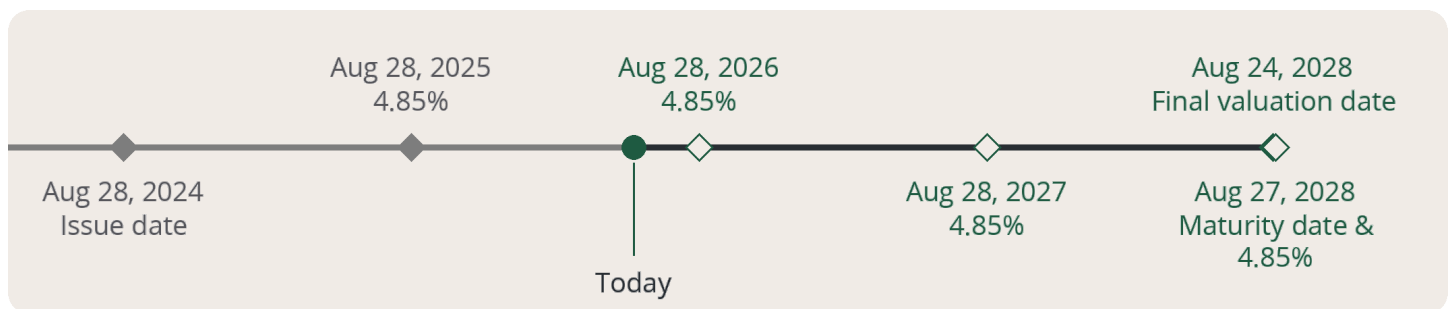 Aug 28, 2025
4.85%
Aug 28, 2026
4.85%
Aug 24, 2028
Final valuation date
Aug 28, 2024
Issue date
Aug 28, 2027
4.85%
Aug 27, 2028
Maturity date &
4.85%
Today